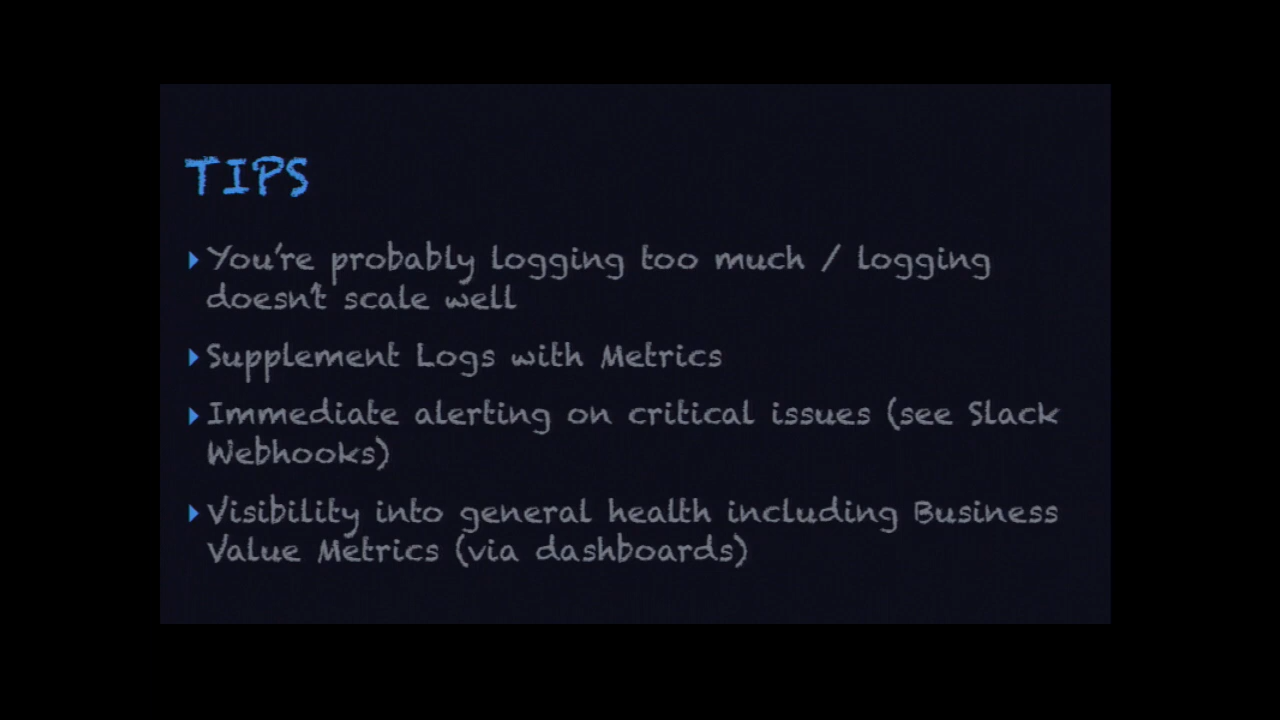 TIPS
You're probably logging too much / logging
doesn't scale well
Supplement Logs with Metrics
Immediate alerting on critical issues (see Slack
Webhooks)
Visibility into general health including Business
Value Metrics (via dashboards)